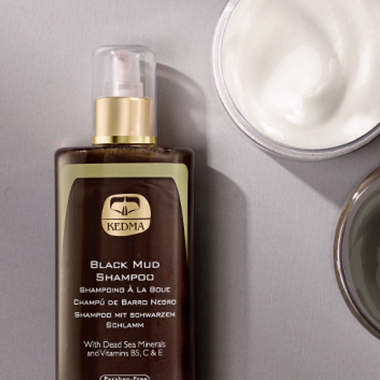 KEDMA
BLACK MUD
SHAMPOO
SHAMPOING À LA BOUE
CHAMPÚ DE BARRO NEGRO
SHAMPOO MIT SCHWARZEM
SCHLAMM
With Dead Sea Minerals
and Vitamins B5, C & E
Paraben-Free